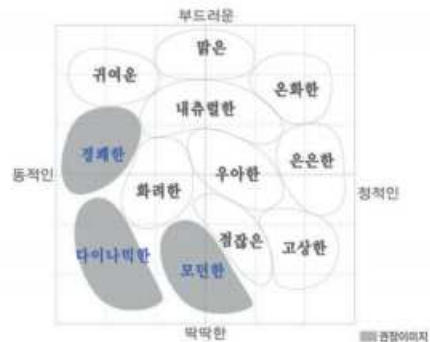 부드러운
맑은
귀여운
온화한
내츄럴한
경쾌한
은은한
우아한
동적인
화려한
정적인
점잖은
고상한
다이나믹한
모던한
딱딱한
권장이미지